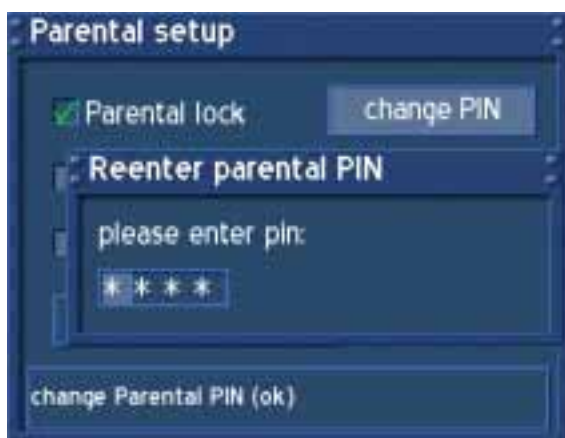 Parental setup
Parental lock
change PIN
Reenter parental PIN
please enter pin:
* * * *
change Parental PIN (ok)